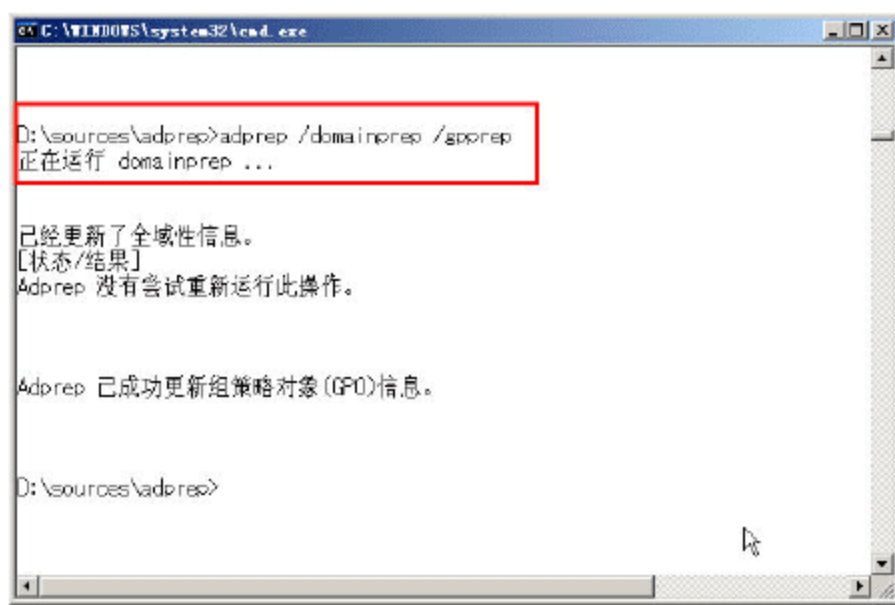 C:\WINDOWS\system32\cmd.exe
D:\sources\adprep>adprep /domainprep /gpprep
正在运行 domainprep ...
已经更新了全域性信息。
[状态/结果]
Adprep 没有尝试重新运行此操作。
Adprep 已成功更新组策略对象(GPO)信息。
D:\sources\adprep>